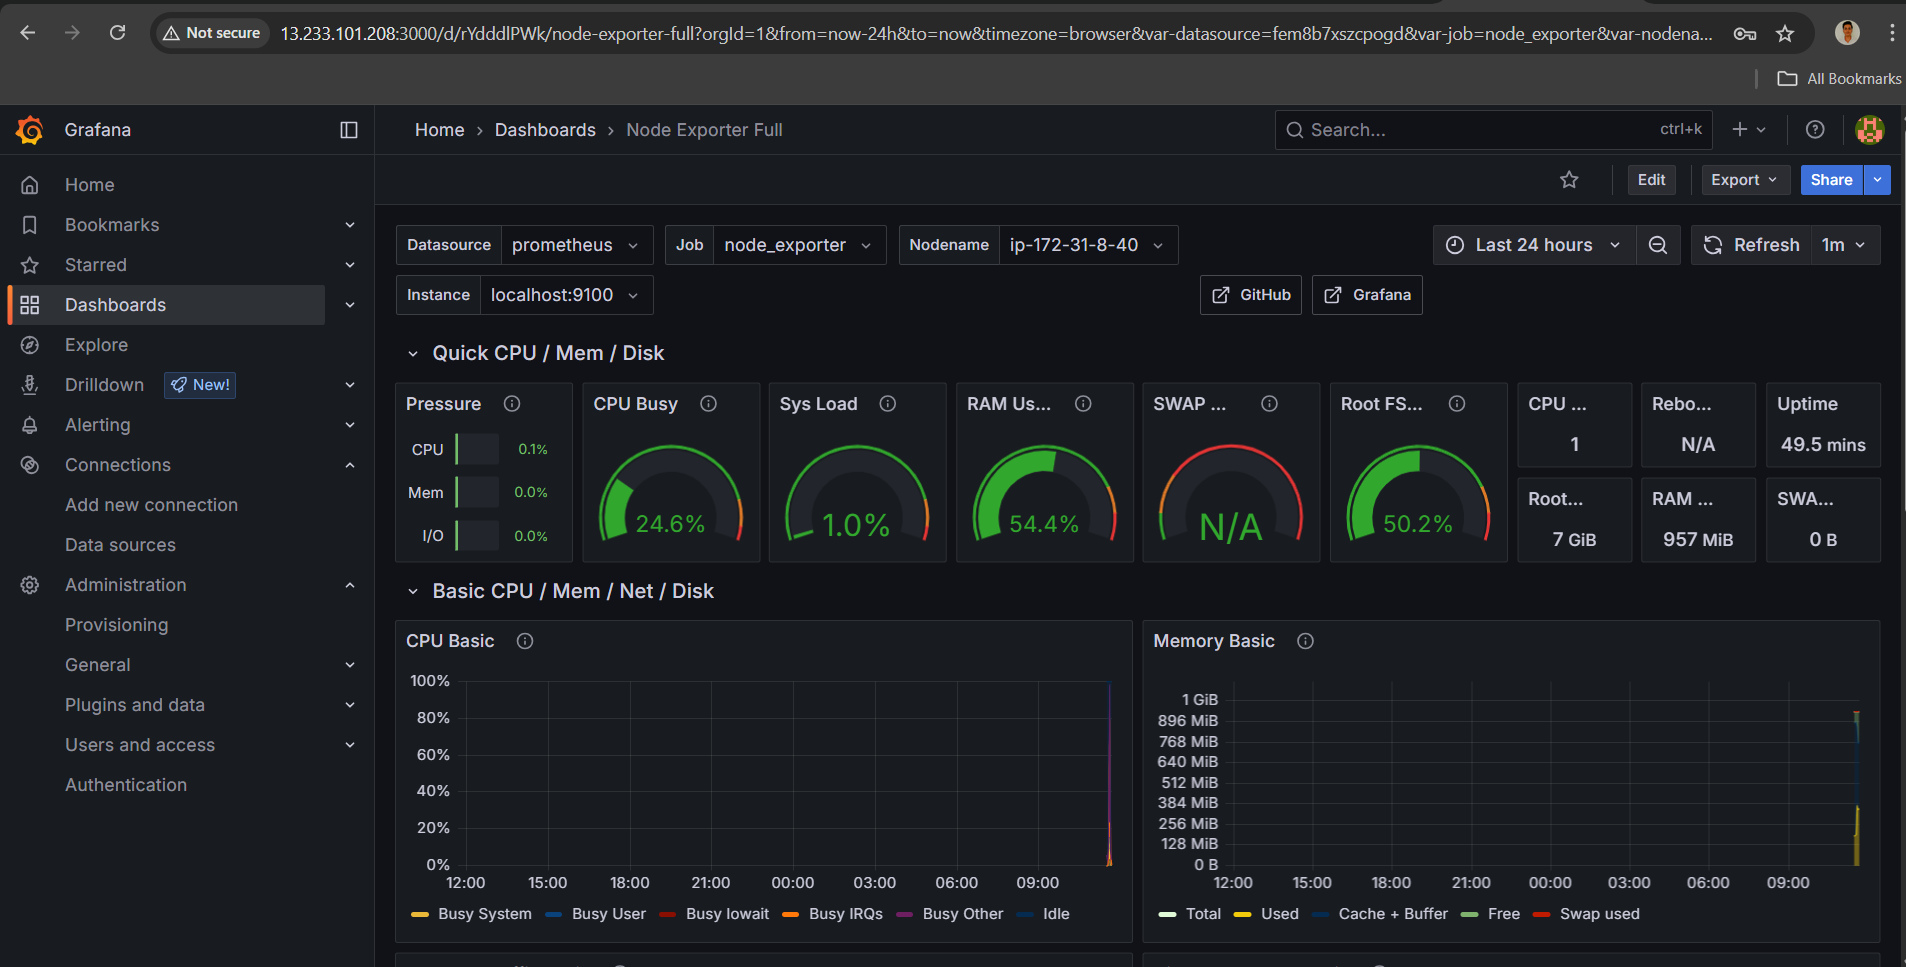 Not secure
13.233.101.208:3000/d/rYdddlPWk/node-exporter-full?orgId=1&from=now-24h&to=now&timezone=browser&var-datasource=fem8b7xszcpogd&var-job=node_exporter&var-nodena...
All Bookmarks
Grafana
Home › Dashboards › Node Exporter Full
Search...
ctrl+k
Edit
Export
Share
Home
Bookmarks
Starred
Dashboards
Explore
Drilldown
New!
Alerting
Connections
Add new connection
Data sources
Administration
Provisioning
General
Plugins and data
Users and access
Authentication
Datasource prometheus
Job node_exporter
Nodename ip-172-31-8-40
Last 24 hours
Refresh 1m
Instance localhost:9100
GitHub
Grafana
Quick CPU / Mem / Disk
Pressure
CPU 0.1%
Mem 0.0%
I/O 0.0%
CPU Busy
24.6%
Sys Load
1.0%
RAM Us...
54.4%
SWAP ...
N/A
Root FS...
50.2%
CPU ...
1
Rebo...
N/A
Uptime
49.5 mins
Root...
7 GiB
RAM ...
957 MiB
SWA...
0 B
Basic CPU / Mem / Net / Disk
CPU Basic
100%
80%
60%
40%
20%
0%
12:00 15:00 18:00 21:00 00:00 03:00 06:00 09:00
Busy System Busy User Busy Iowait Busy IRQs Busy Other Idle
Memory Basic
1 GiB
896 MiB
768 MiB
640 MiB
512 MiB
384 MiB
256 MiB
128 MiB
0 B
12:00 15:00 18:00 21:00 00:00 03:00 06:00 09:00
Total Used Cache + Buffer Free Swap used